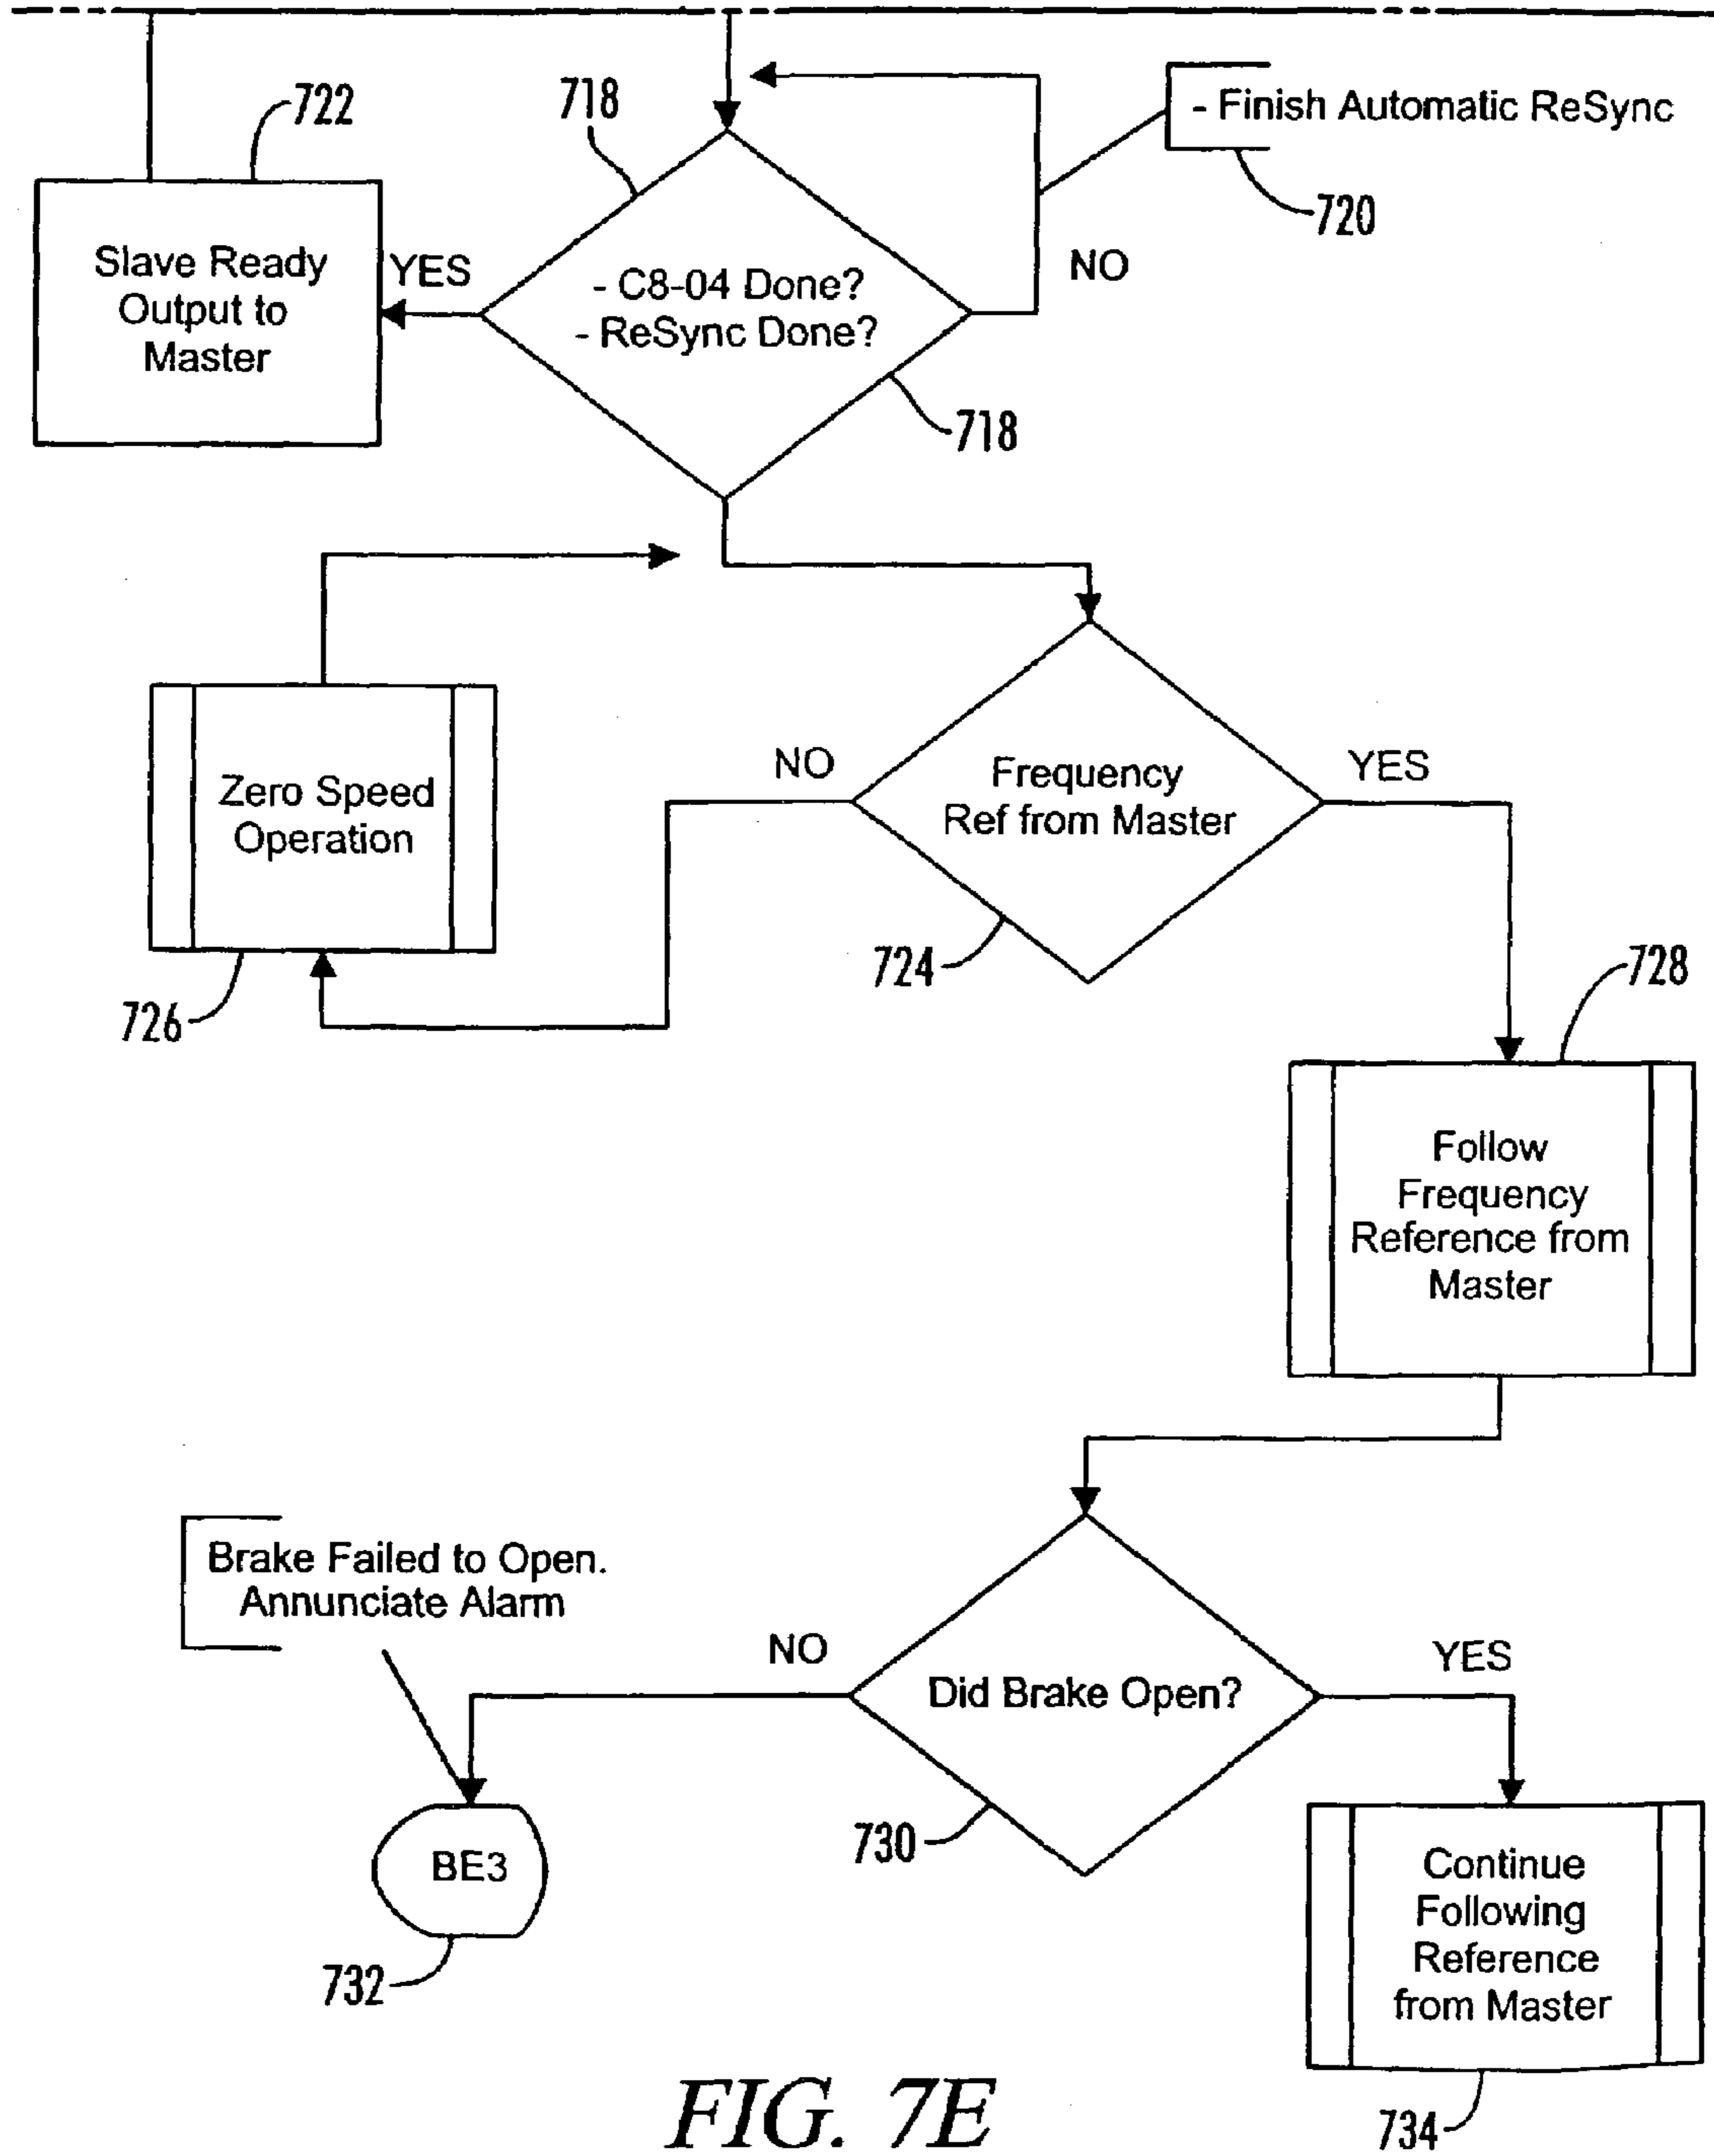 722
718
- Finish Automatic ReSync
720
Slave Ready
Output to
Master
YES
- C8-04 Done?
- ReSync Done?
NO
718
Zero Speed
Operation
726
NO
Frequency
Ref from Master
YES
724
728
Follow
Frequency
Reference from
Master
Brake Failed to Open.
Annunciate Alarm
NO
Did Brake Open?
YES
730
BE3
732
Continue
Following
Reference
from Master
734
FIG. 7E